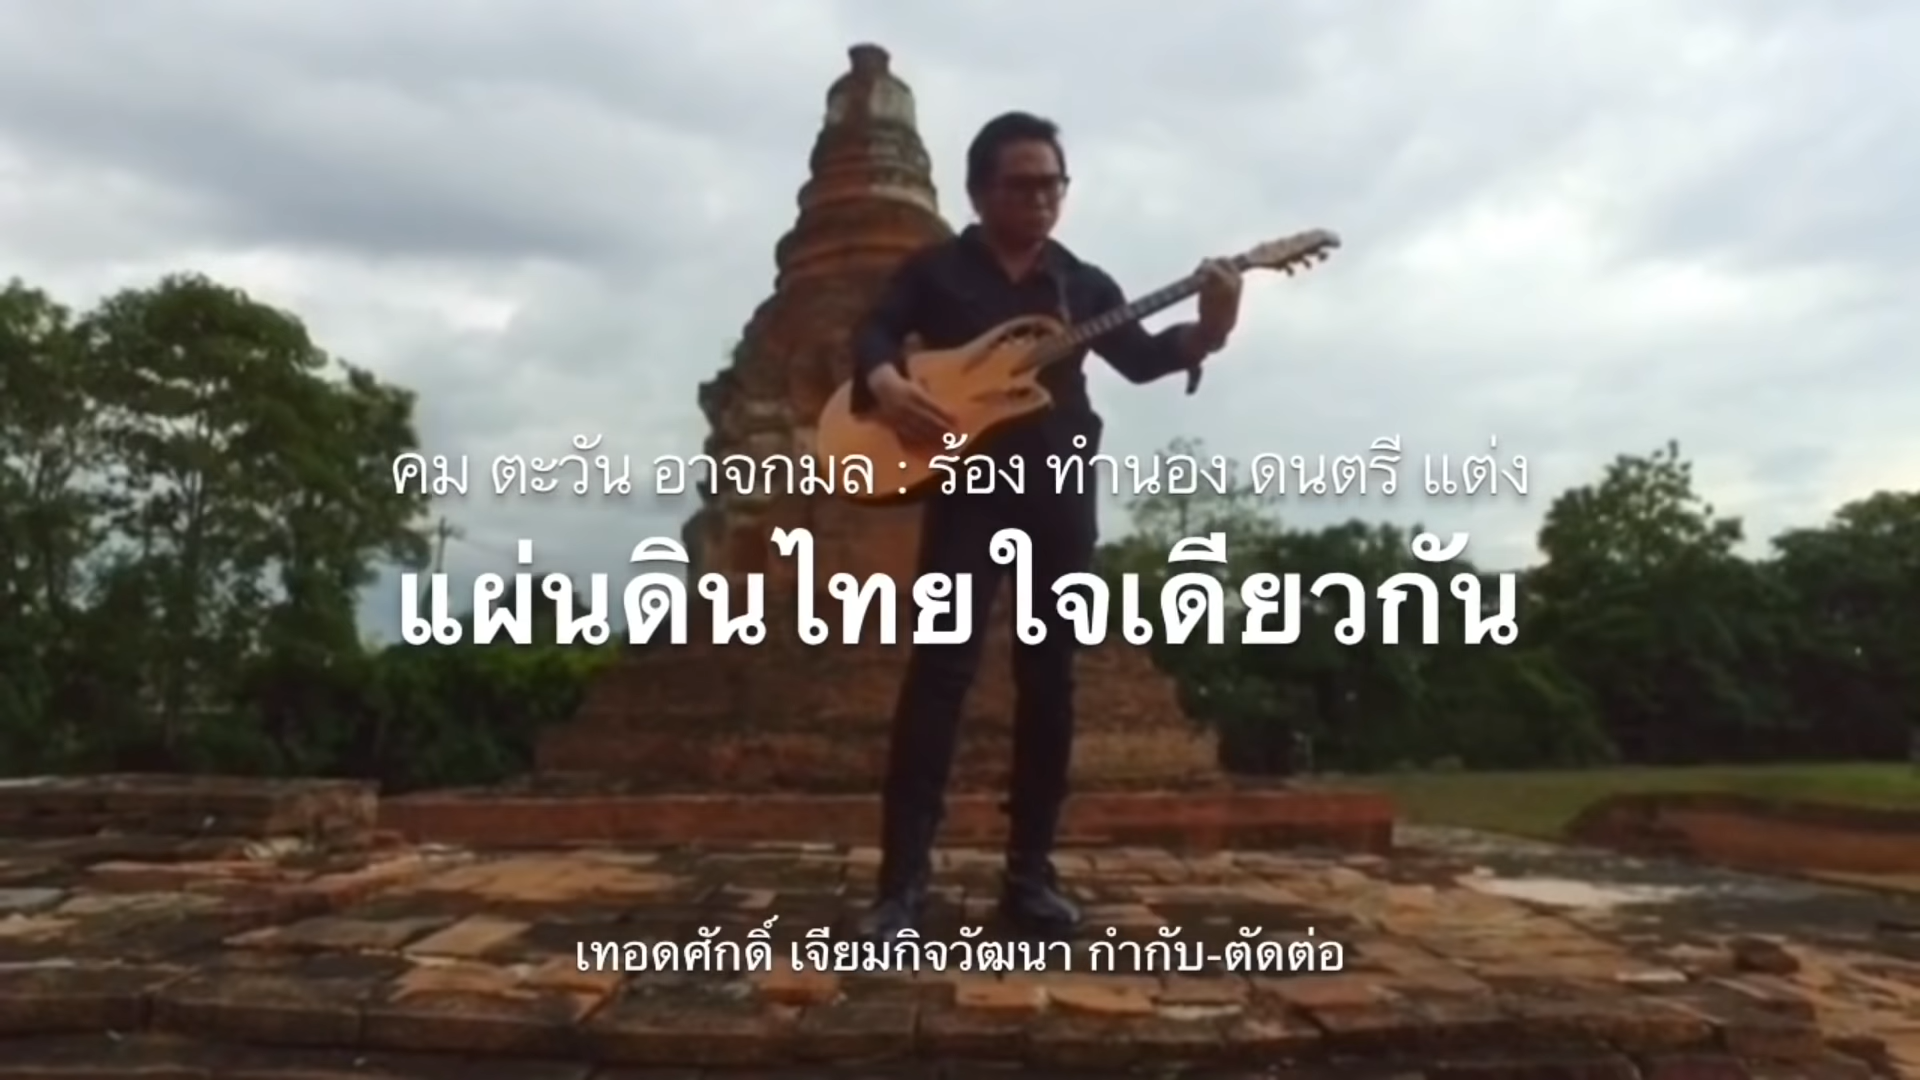 คม ตะวัน อาจกมล : ร้อง ทำนอง ดนตรี แต่ง
แผ่นดินไทย ใจเดียวกัน
เทอดศักดิ์ เจียมกิจวัฒนา กำกับ-ตัดต่อ